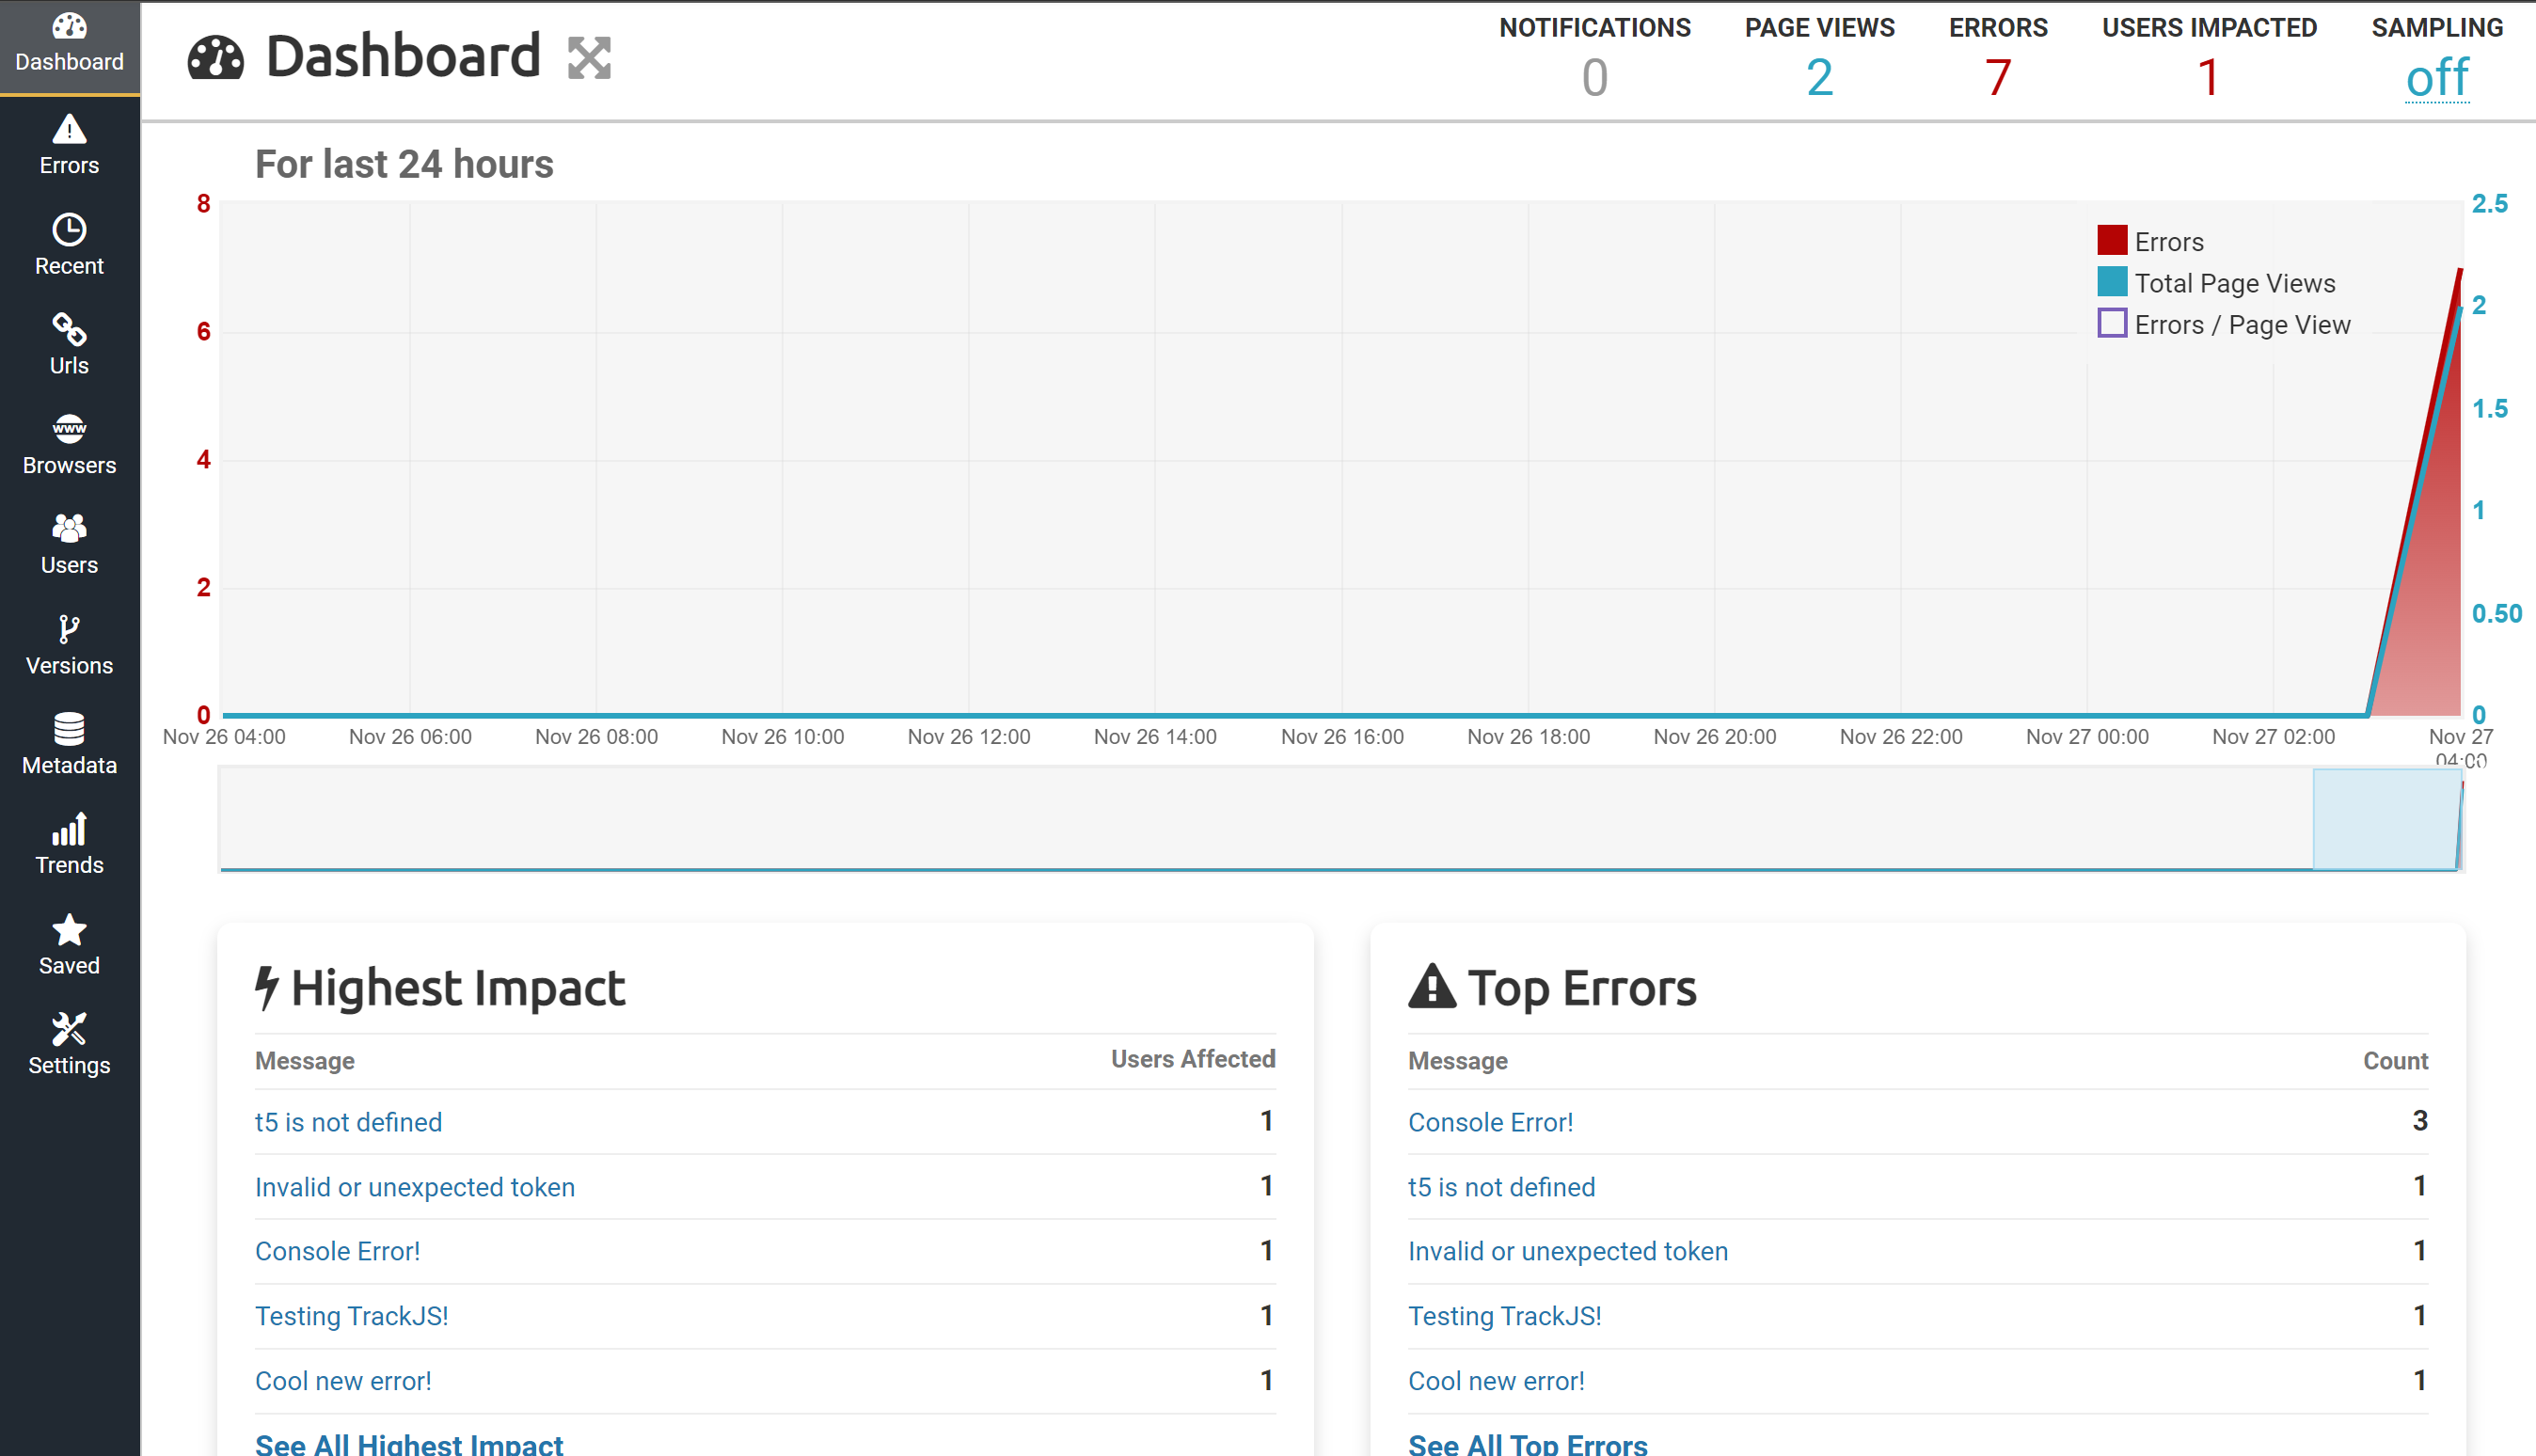 Dashboard
Errors
Recent
Urls
www
Browsers
Users
Versions
Metadata
Trends
Saved
Settings
Dashboard
NOTIFICATIONS PAGE VIEWS ERRORS USERS IMPACTED SAMPLING
0 2 7 1 off
For last 24 hours
8 2.5
Errors
Total Page Views
2
Errors / Page View
6
1.5
4
1
2 0.50
0 0
Nov 26 04:00 Nov 26 06:00 Nov 26 08:00 Nov 26 10:00 Nov 26 12:00 Nov 26 14:00 Nov 26 16:00 Nov 26 18:00 Nov 26 20:00 Nov 26 22:00 Nov 27 00:00 Nov 27 02:00 Nov 27
04:00
Highest Impact
Message Users Affected
t5 is not defined 1
Invalid or unexpected token 1
Console Error! 1
Testing TrackJS! 1
Cool new error! 1
See All Highest Impact
Top Errors
Message Count
Console Error! 3
t5 is not defined 1
Invalid or unexpected token 1
Testing TrackJS! 1
Cool new error! 1
See All Top Errors